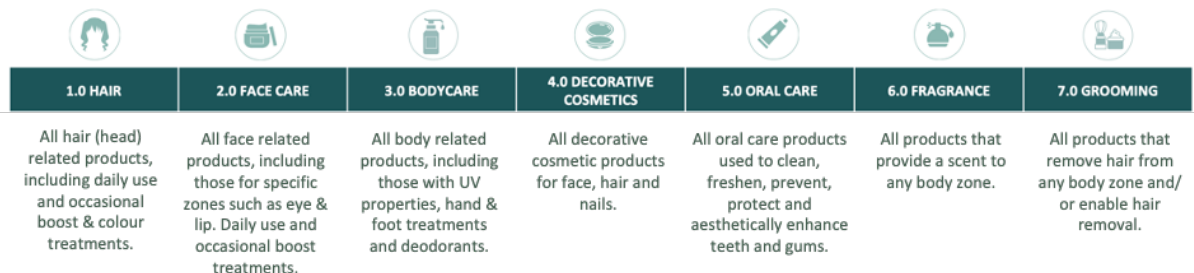 1.0 HAIR
2.0 FACE CARE
3.0 BODYCARE
4.0 DECORATIVE
COSMETICS
5.0 ORAL CARE
6.0 FRAGRANCE
7.0 GROOMING
All hair (head)
related products,
including daily use
and occasional
boost & colour
treatments.
All face related
products, including
those for specific
zones such as eye &
lip. Daily use and
occasional boost
treatments.
All body related
products, including
those with UV
properties, hand &
foot treatments
and deodorants.
All decorative
cosmetic products
for face, hair and
nails.
All oral care products
used to clean,
freshen, prevent,
protect and
aesthetically enhance
teeth and gums.
All products that
provide a scent to
any body zone.
All products that
remove hair from
any body zone and/
or enable hair
removal.